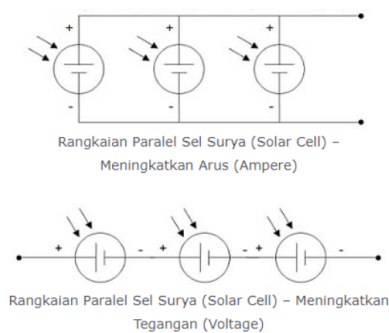 + + +
- - -
Rangkaian Paralel Sel Surya (Solar Cell) –
Meningkatkan Arus (Ampere)
+ - + - + -
Rangkaian Paralel Sel Surya (Solar Cell) – Meningkatkan
Tegangan (Voltage)